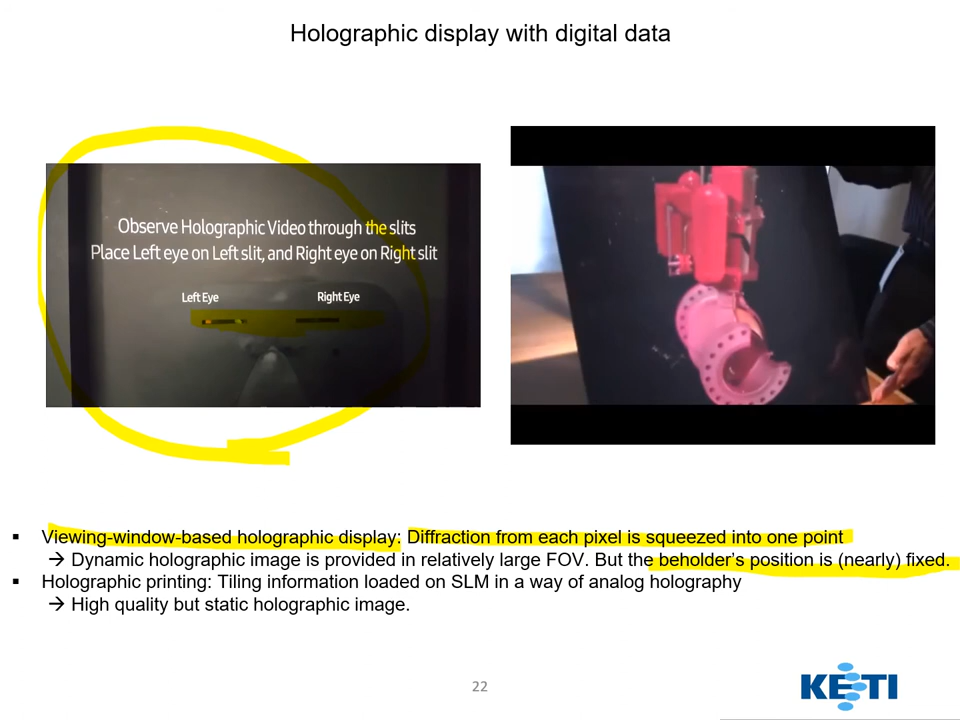 Holographic display with digital data
Observe Holographic Video through the slits
Place Left eye on Left slit, and Right eye on Right slit
Left Eye
Right Eye
▪ Viewing-window-based holographic display: Diffraction from each pixel is squeezed into one point
→ Dynamic holographic image is provided in relatively large FOV. But the beholder’s position is (nearly) fixed.
▪ Holographic printing: Tiling information loaded on SLM in a way of analog holography
→ High quality but static holographic image.
22
KETI